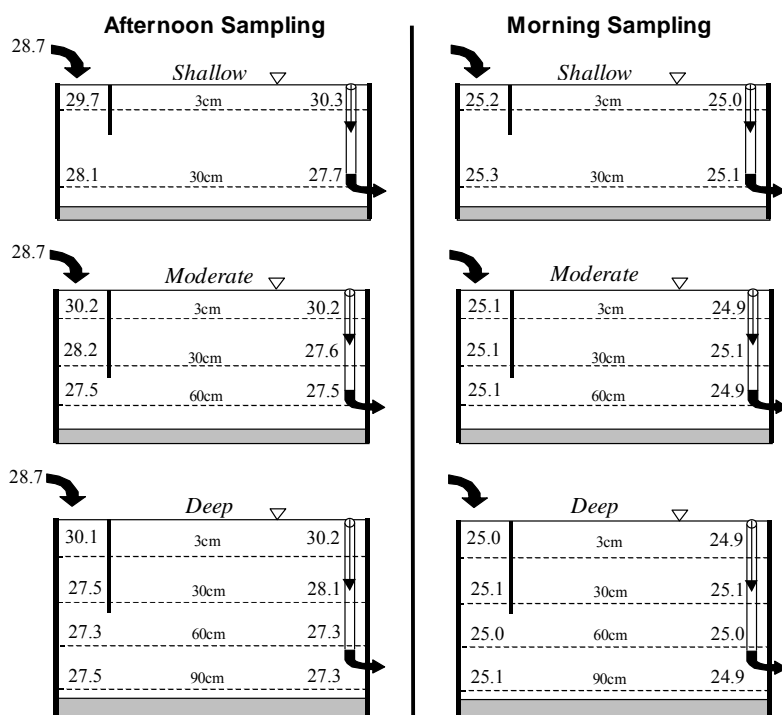 Afternoon Sampling
28.7
Shallow
29.7 3cm 30.3
28.1 30cm 27.7
28.7
Moderate
30.2 3cm 30.2
28.2 30cm 27.6
27.5 60cm 27.5
28.7
Deep
30.1 3cm 30.2
27.5 30cm 28.1
27.3 60cm 27.3
27.5 90cm 27.3
Morning Sampling
Shallow
25.2 3cm 25.0
25.3 30cm 25.1
Moderate
25.1 3cm 24.9
25.1 30cm 25.1
25.1 60cm 24.9
Deep
25.0 3cm 24.9
25.1 30cm 25.1
25.0 60cm 25.0
25.1 90cm 24.9